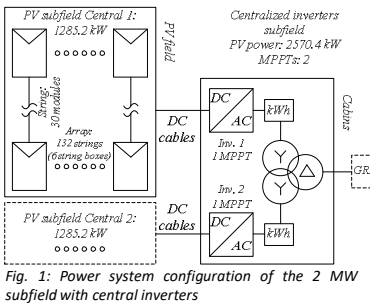 PV subfield Central 1:
1285.2 kW
PV field
String:
30 modules
Array:
132 strings
(6 string boxes)
Centralized inverters
subfield
PV power: 2570.4 kW
MPPTs: 2
DC
cables
DC
AC
kWh
Inv. 1
1 MPPT
Cabins
Y
Y
Δ
GR
Inv. 2
1 MPPT
PV subfield Central 2:
1285.2 kW
DC
cables
DC
AC
kWh
Fig. 1: Power system configuration of the 2 MW
subfield with central inverters